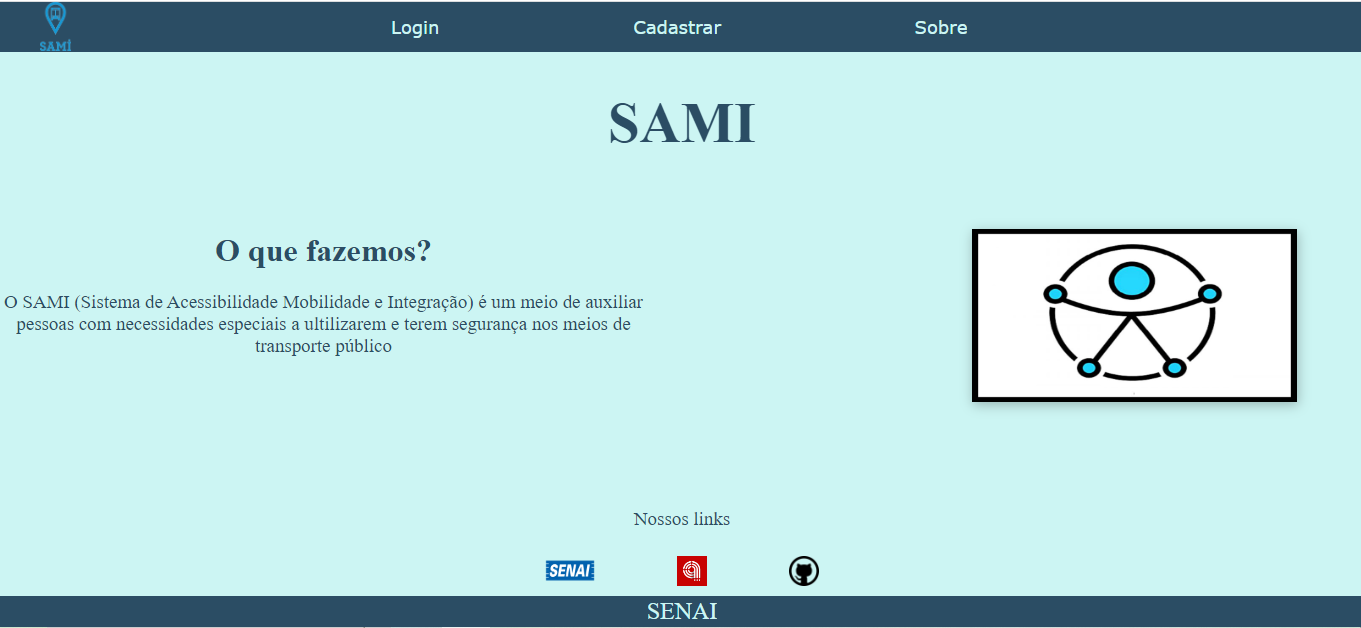 SAMI
Login
Cadastrar
Sobre
SAMI
O que fazemos?
O SAMI (Sistema de Acessibilidade Mobilidade e Integração) é um meio de auxiliar
pessoas com necessidades especiais a ultilizarem e terem segurança nos meios de
transporte público
Nossos links
SENAI
SENAI